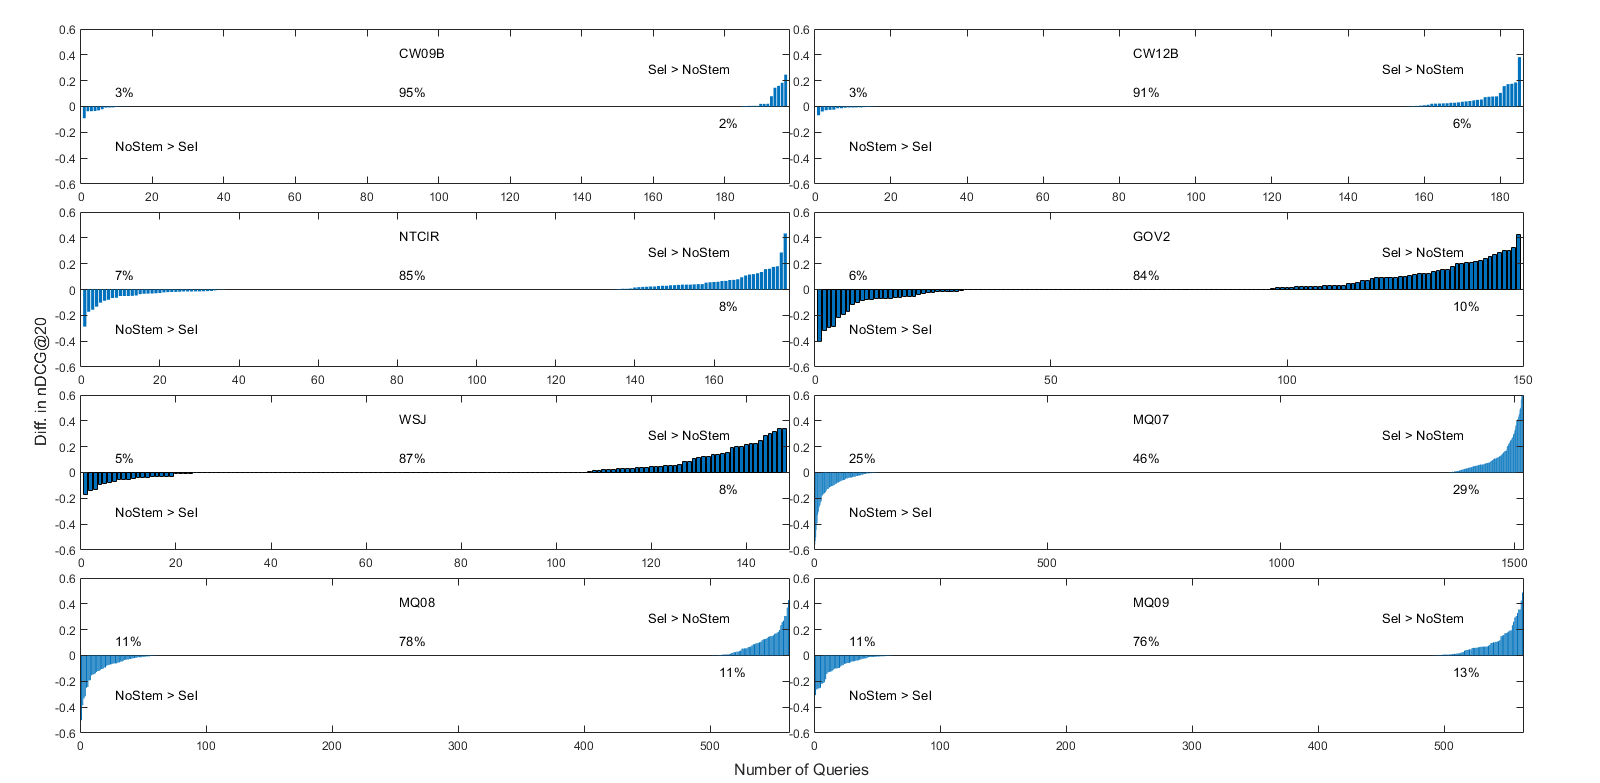 Diff. in nDCG@20
0.6
0.4
0.2
0
-0.2
-0.4
-0.6
CW09B
Sel > NoStem
3%
95%
2%
NoStem > Sel
0 20 40 60 80 100 120 140 160 180
0.6
0.4
0.2
0
-0.2
-0.4
-0.6
CW12B
Sel > NoStem
3%
91%
6%
NoStem > Sel
0 20 40 60 80 100 120 140 160 180
0.6
0.4
0.2
0
-0.2
-0.4
-0.6
NTCIR
Sel > NoStem
7%
85%
8%
NoStem > Sel
0 20 40 60 80 100 120 140 160
0.6
0.4
0.2
0
-0.2
-0.4
-0.6
GOV2
Sel > NoStem
6%
84%
10%
NoStem > Sel
0 50 100 150
0.6
0.4
0.2
0
-0.2
-0.4
-0.6
WSJ
Sel > NoStem
5%
87%
8%
NoStem > Sel
0 20 40 60 80 100 120 140
0.6
0.4
0.2
0
-0.2
-0.4
-0.6
MQ07
Sel > NoStem
25%
46%
29%
NoStem > Sel
0 500 1000 1500
0.6
0.4
0.2
0
-0.2
-0.4
-0.6
MQ08
Sel > NoStem
11%
78%
11%
NoStem > Sel
0 100 200 300 400 500
0.6
0.4
0.2
0
-0.2
-0.4
-0.6
MQ09
Sel > NoStem
11%
76%
13%
NoStem > Sel
0 100 200 300 400 500
Number of Queries